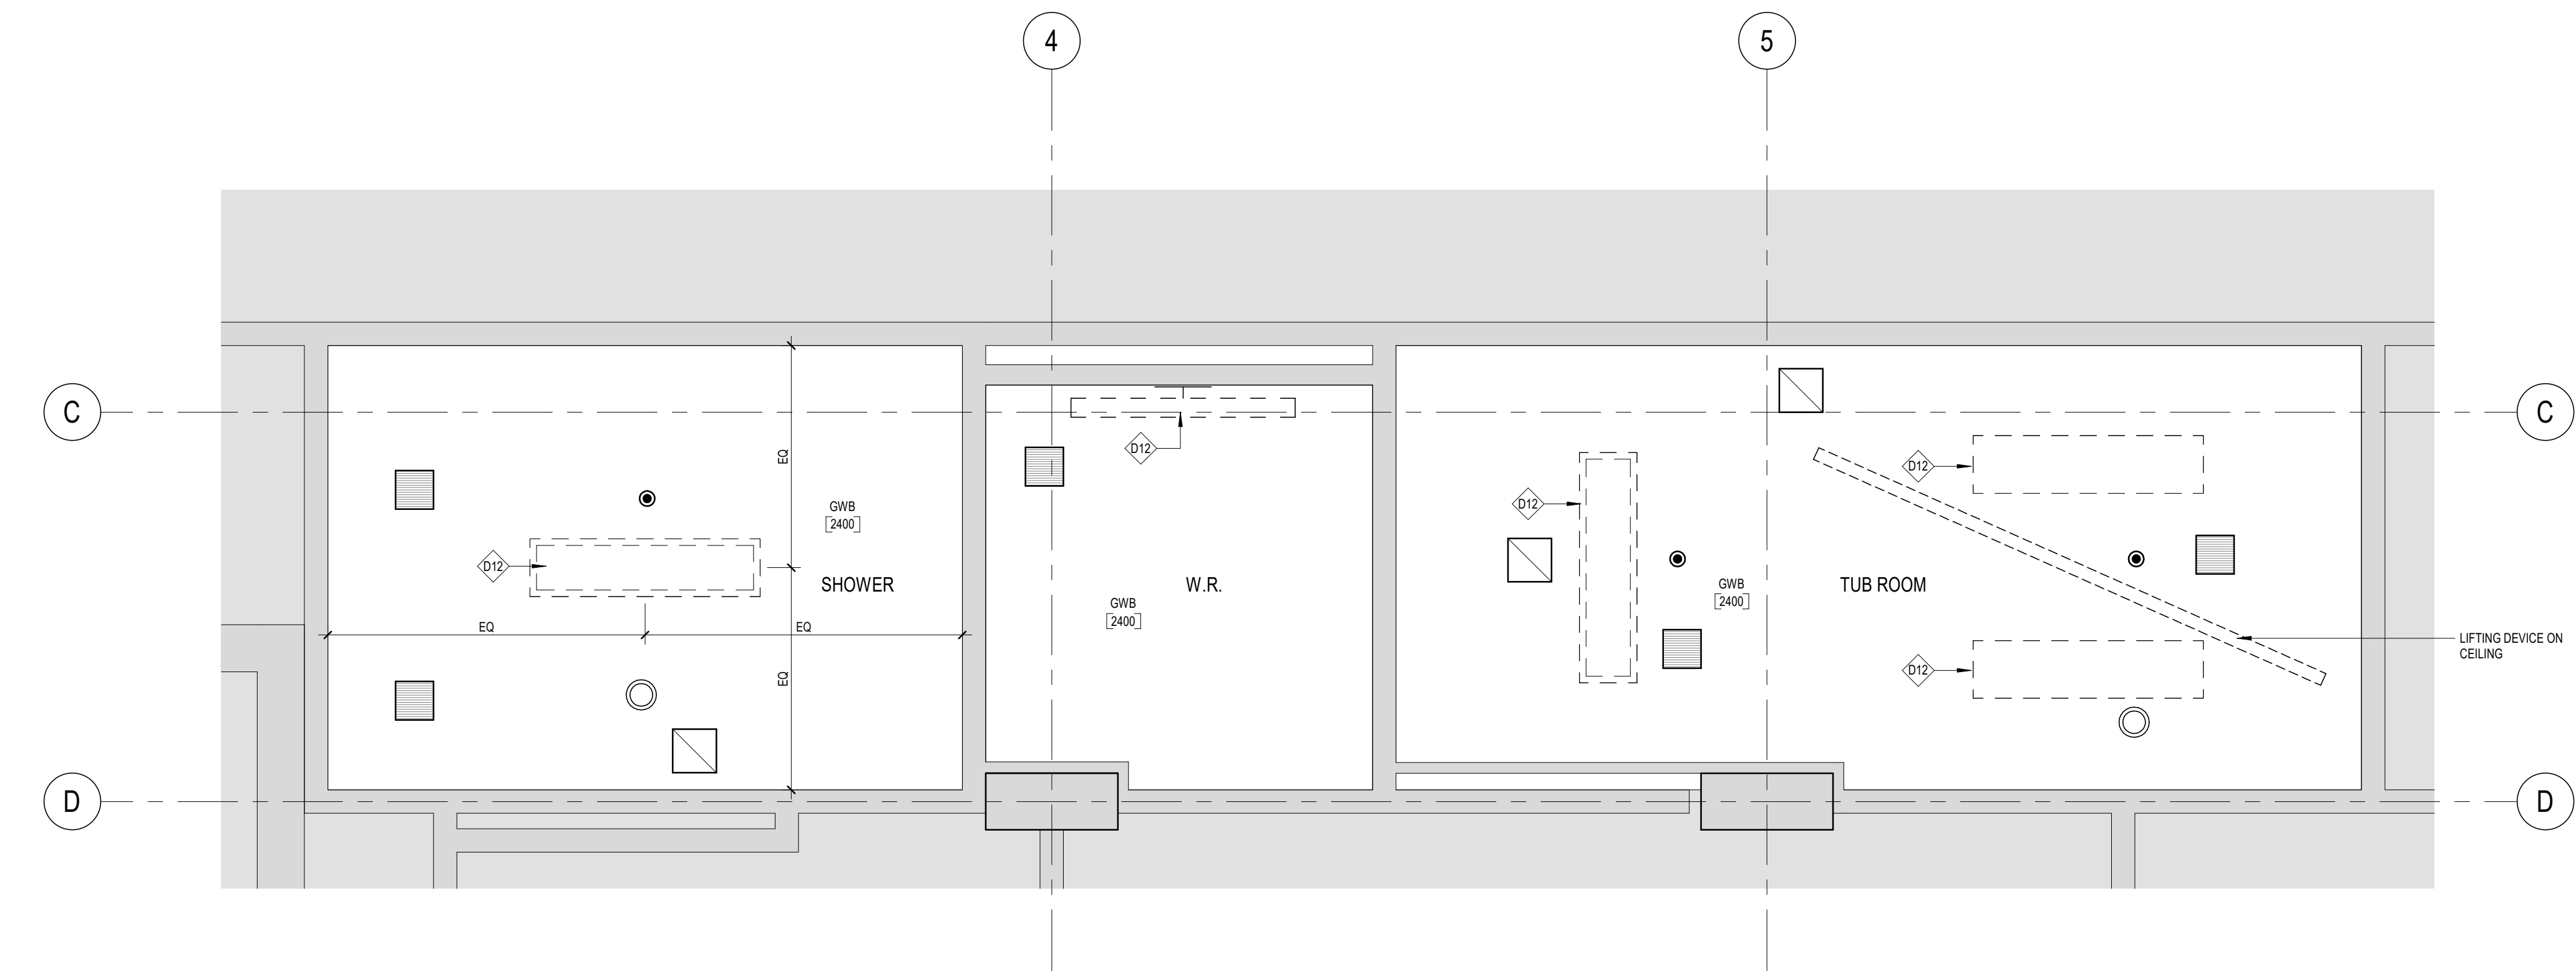 4
5
C
C
EQ
D12
D12
GWB
[2400]
D12
D12
D12
SHOWER
W.R.
GWB
[2400]
GWB
[2400]
TUB ROOM
EQ
EQ
EQ
D12
LIFTING DEVICE ON
CEILING
D
D